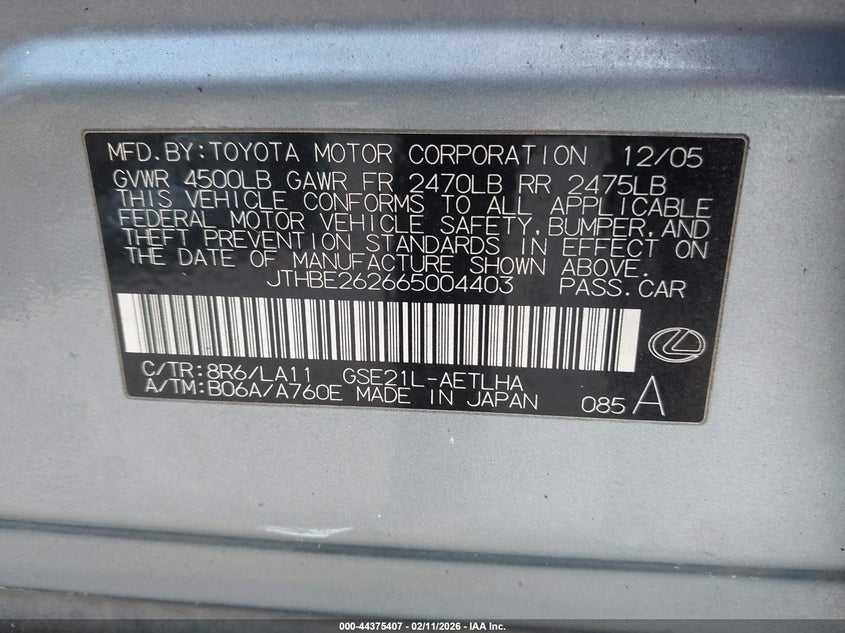 MFD.BY:TOYOTA MOTOR CORPORATION 12/05
GVWR 4500LB GAWR FR 2470LB RR 2475LB
THIS VEHICLE CONFORMS TO ALL APPLICABLE
FEDERAL MOTOR VEHICLE SAFETY,BUMPER,AND
THEFT PREVENTION STANDARDS IN EFFECT ON
THE DATE OF MANUFACTURE SHOWN ABOVE.
JTHBE262665004403 PASS.CAR
C/TR:8R6/LA11 GSE21L-AETLHA
A/TM:B06A/A760E MADE IN JAPAN 085 A
000-44375407 - 02/11/2026 - IAA Inc.